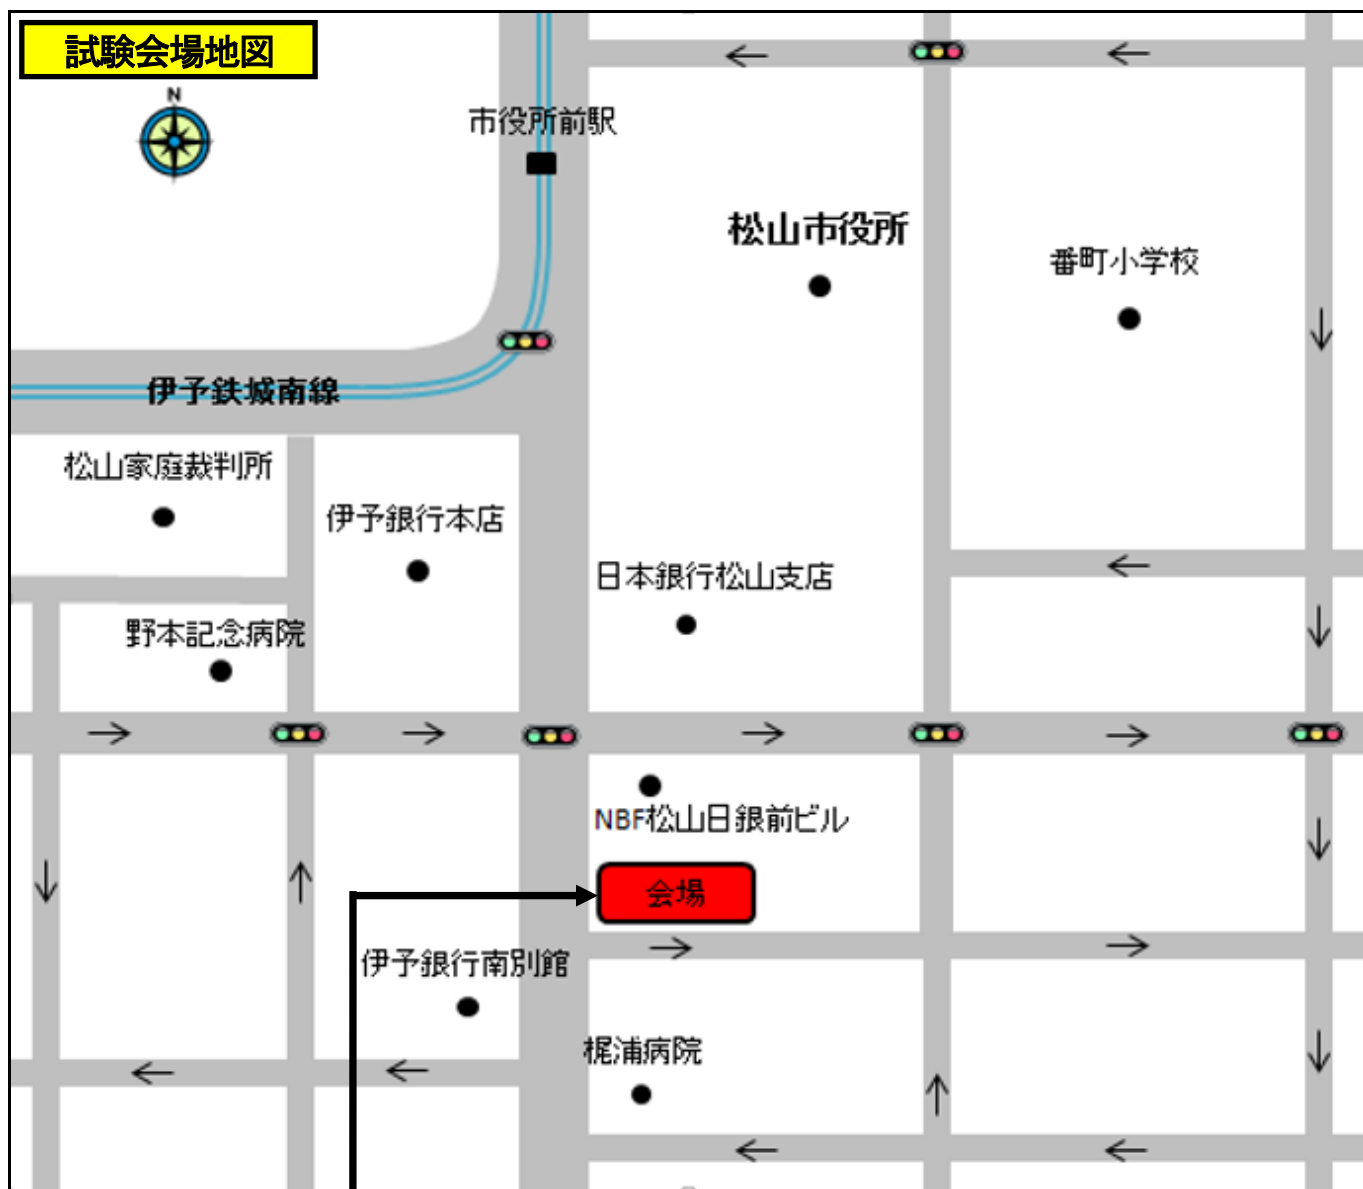 試験会場地図
N
市役所前駅
松山市役所
番町小学校
伊予鉄城南線
松山家庭裁判所
伊予銀行本店
日本銀行松山支店
野本記念病院
NBF松山日銀前ビル
会場
伊予銀行南別館
梶浦病院